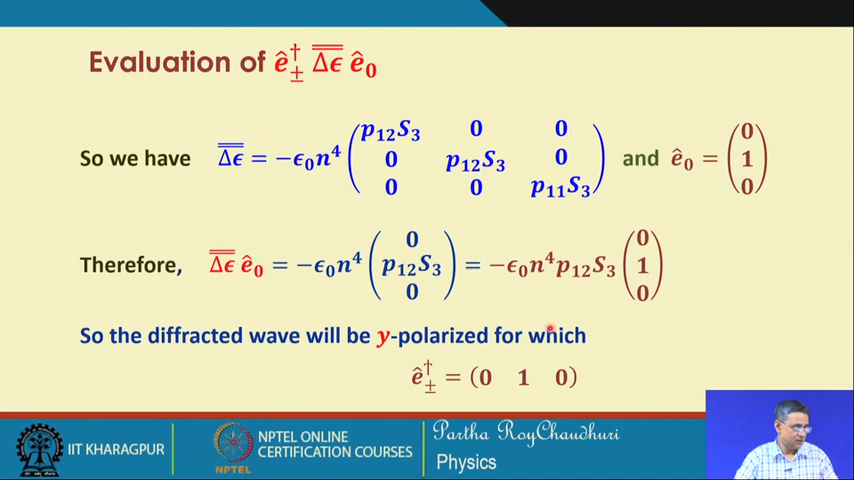 Evaluation of ê±† Δϵ̿ ê₀
So we have Δϵ̿ = −ϵ₀n⁴ (p₁₂S₃ 0 0; 0 p₁₂S₃ 0; 0 0 p₁₁S₃) and ê₀ = (0; 1; 0)
Therefore, Δϵ̿ ê₀ = −ϵ₀n⁴ (0; p₁₂S₃; 0) = −ϵ₀n⁴p₁₂S₃ (0; 1; 0)
So the diffracted wave will be y-polarized for which
ê±† = (0 1 0)
IIT KHARAGPUR
NPTEL
NPTEL ONLINE
CERTIFICATION COURSES
Partha RoyChaudhuri
Physics